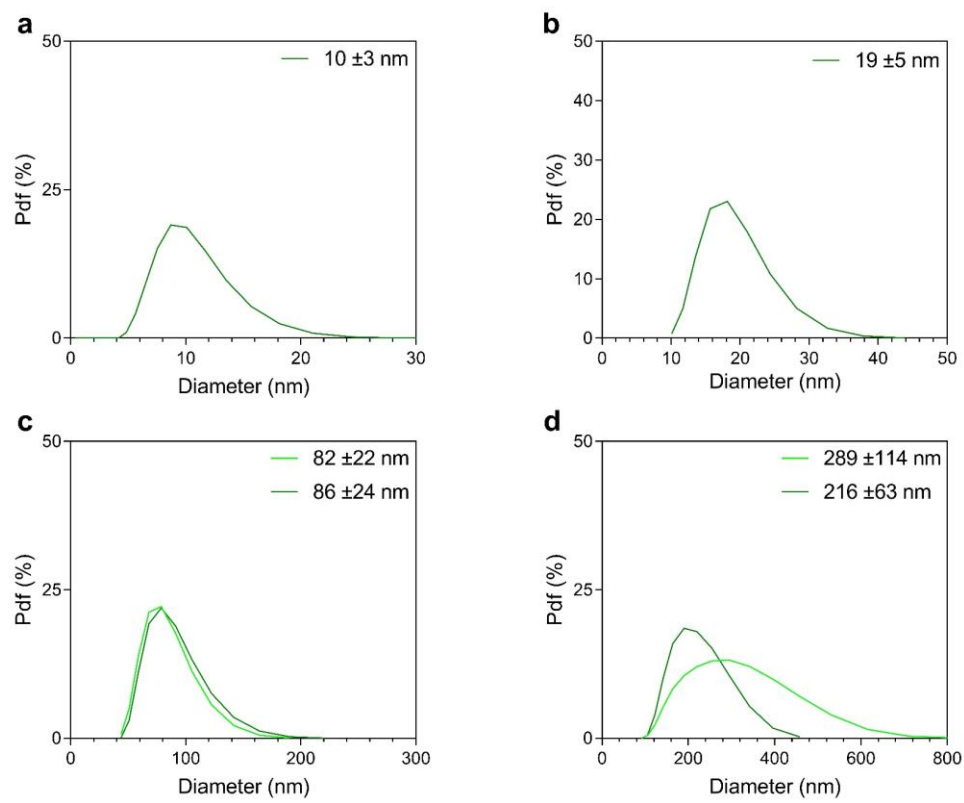 a
50
10 ±3 nm
Pdf (%)
25
0
0 10 20 30
Diameter (nm)
b
50
19 ±5 nm
40
30
Pdf (%)
20
10
0
0 10 20 30 40 50
Diameter (nm)
c
50
82 ±22 nm
86 ±24 nm
Pdf (%)
25
0
0 100 200 300
Diameter (nm)
d
50
289 ±114 nm
216 ±63 nm
Pdf (%)
25
0
0 200 400 600 800
Diameter (nm)